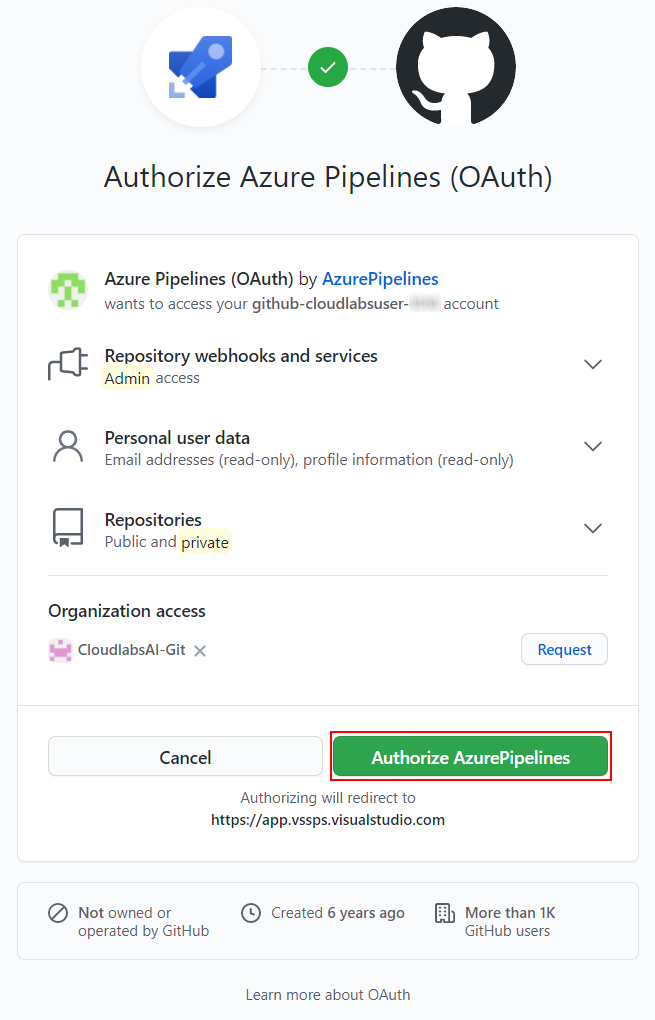 Authorize Azure Pipelines (OAuth)
Azure Pipelines (OAuth) by AzurePipelines
wants to access your github-cloudlabsuser- account
Repository webhooks and services
Admin access
Personal user data
Email addresses (read-only), profile information (read-only)
Repositories
Public and private
Organization access
CloudlabsAI-Git
Request
Cancel
Authorize AzurePipelines
Authorizing will redirect to
https://app.vssps.visualstudio.com
Not owned or
operated by GitHub
Created 6 years ago
More than 1K
GitHub users
Learn more about OAuth